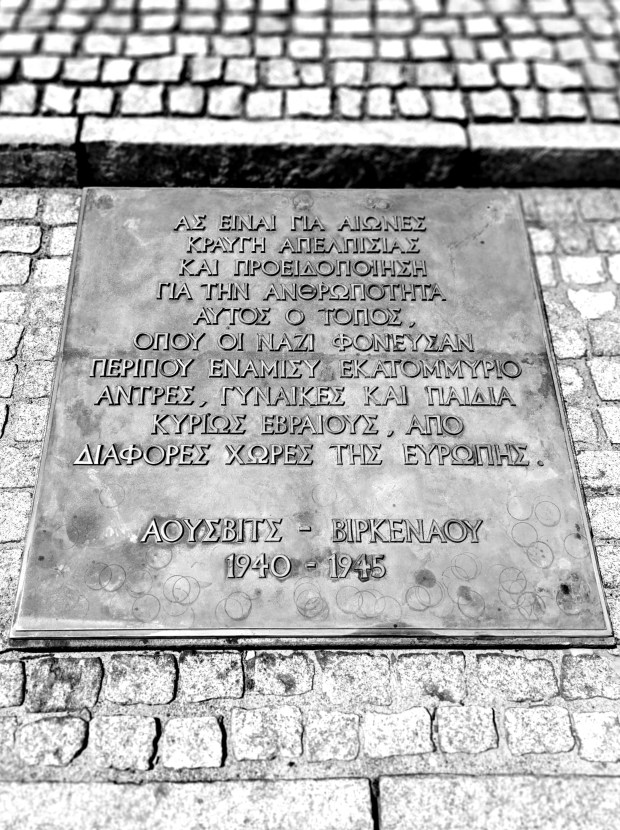 ΑΣ ΕΙΝΑΙ ΓΙΑ ΑΙΩΝΕΣ
ΚΡΑΥΓΗ ΑΠΕΛΠΙΣΙΑΣ
ΚΑΙ ΠΡΟΕΙΔΟΠΟΙΗΣΗ
ΓΙΑ ΤΗΝ ΑΝΘΡΩΠΟΤΗΤΑ
ΑΥΤΟΣ Ο ΤΟΠΟΣ,
ΟΠΟΥ ΟΙ ΝΑΖΙ ΦΟΝΕΥΣΑΝ
ΠΕΡΙΠΟΥ ΕΝΑΜΙΣΥ ΕΚΑΤΟΜΜΥΡΙΟ
ΑΝΤΡΕΣ, ΓΥΝΑΙΚΕΣ ΚΑΙ ΠΑΙΔΙΑ
ΚΥΡΙΩΣ ΕΒΡΑΙΟΥΣ, ΑΠΟ
ΔΙΑΦΟΡΕΣ ΧΩΡΕΣ ΤΗΣ ΕΥΡΩΠΗΣ.
ΑΟΥΣΒΙΤΣ - ΒΙΡΚΕΝΑΟΥ
1940 - 1945